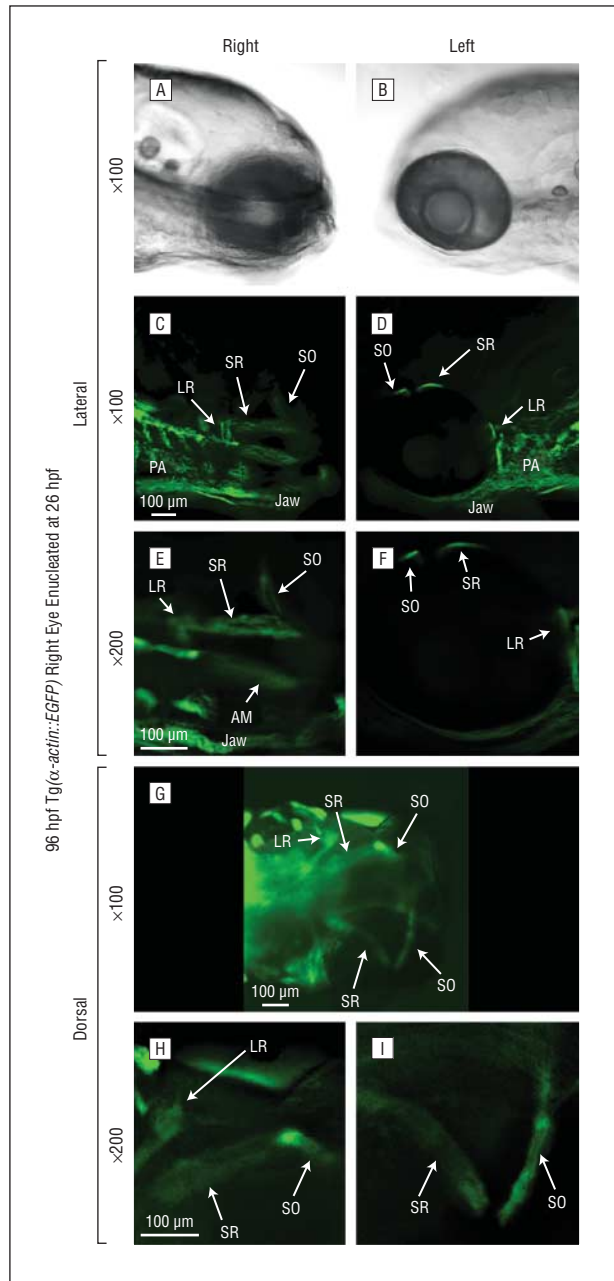 Right
Left
96 hpf Tg(α-actin::EGFP) Right Eye Enucleated at 26 hpf
Lateral
×100
A
B
×100
C
SR
SO
LR
PA
Jaw
100 μm
D
SO
SR
LR
PA
Jaw
×200
E
SO
SR
LR
AM
Jaw
100 μm
F
SO
SR
LR
Dorsal
×100
G
SR
SO
LR
SO
SR
100 μm
×200
H
LR
SO
SR
100 μm
I
SO
SR